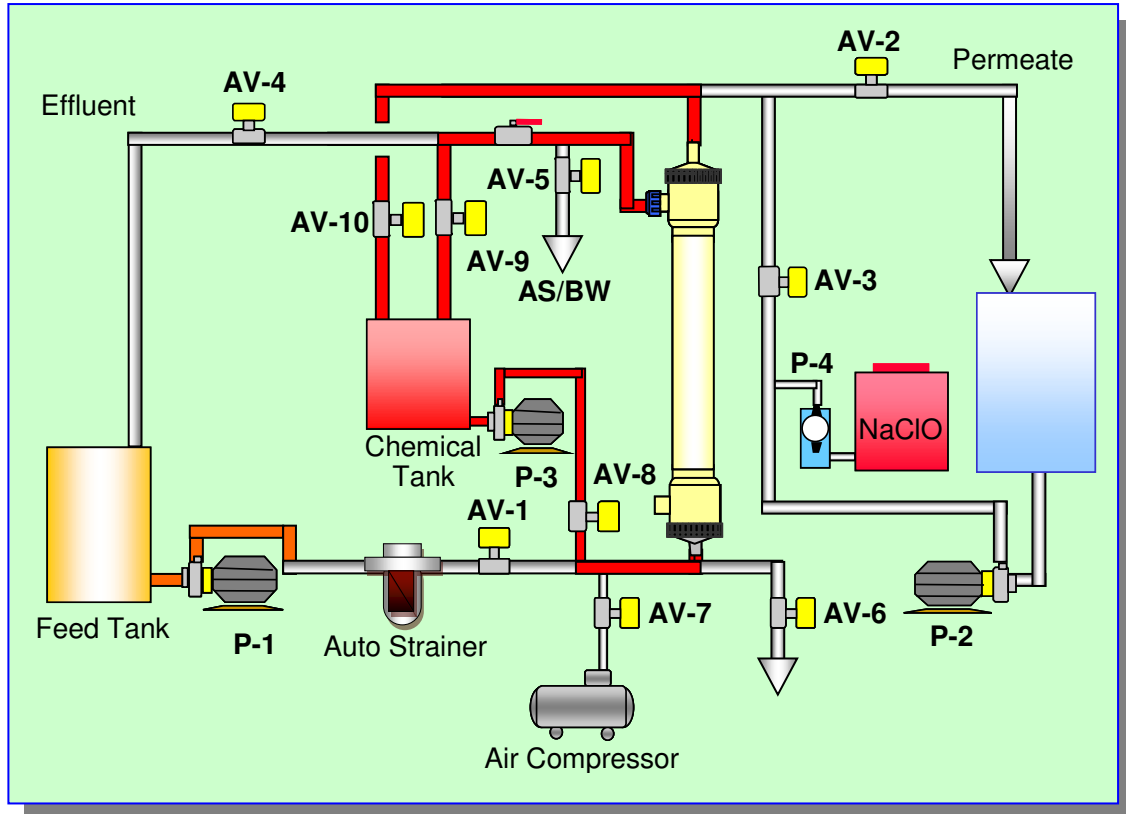 AV-2
Permeate
AV-4
Effluent
AV-5
AV-10
AV-9
AS/BW
AV-3
P-4
NaClO
Chemical
Tank
P-3
AV-8
AV-1
Feed Tank
P-1
Auto Strainer
AV-7
AV-6
P-2
Air Compressor